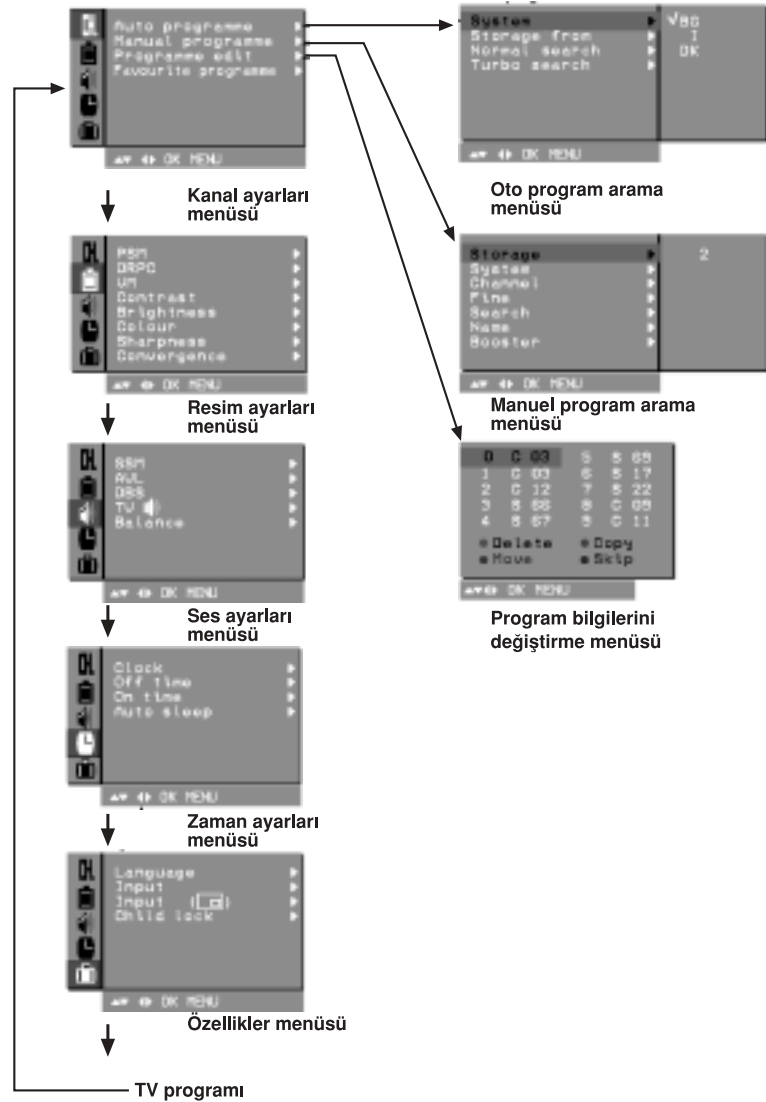 Auto programme
Manual programme
Programme edit
Favourite programme
OK MENU
Kanal ayarları
menüsü
PSM
DRPC
VM
Contrast
Brightness
Colour
Sharpness
Convergence
OK MENU
Resim ayarları
menüsü
SSM
AVL
DBS
TV
Balance
OK MENU
Ses ayarları
menüsü
Clock
Off time
On time
Auto sleep
OK MENU
Zaman ayarları
menüsü
Language
Input
Input ( )
Child lock
OK MENU
Özellikler menüsü
TV programı
System BG
Storage from I
Normal search DK
Turbo search
OK MENU
Oto program arama
menüsü
Storage 2
System
Channel
Fine
Search
Name
Booster
OK MENU
Manuel program arama
menüsü
0 C 03 5 S 69
1 C 03 6 S 17
2 C 12 7 S 22
3 S 66 8 C 09
4 S 67 9 C 11
Delete Copy
Move Skip
OK MENU
Program bilgilerini
değiştirme menüsü